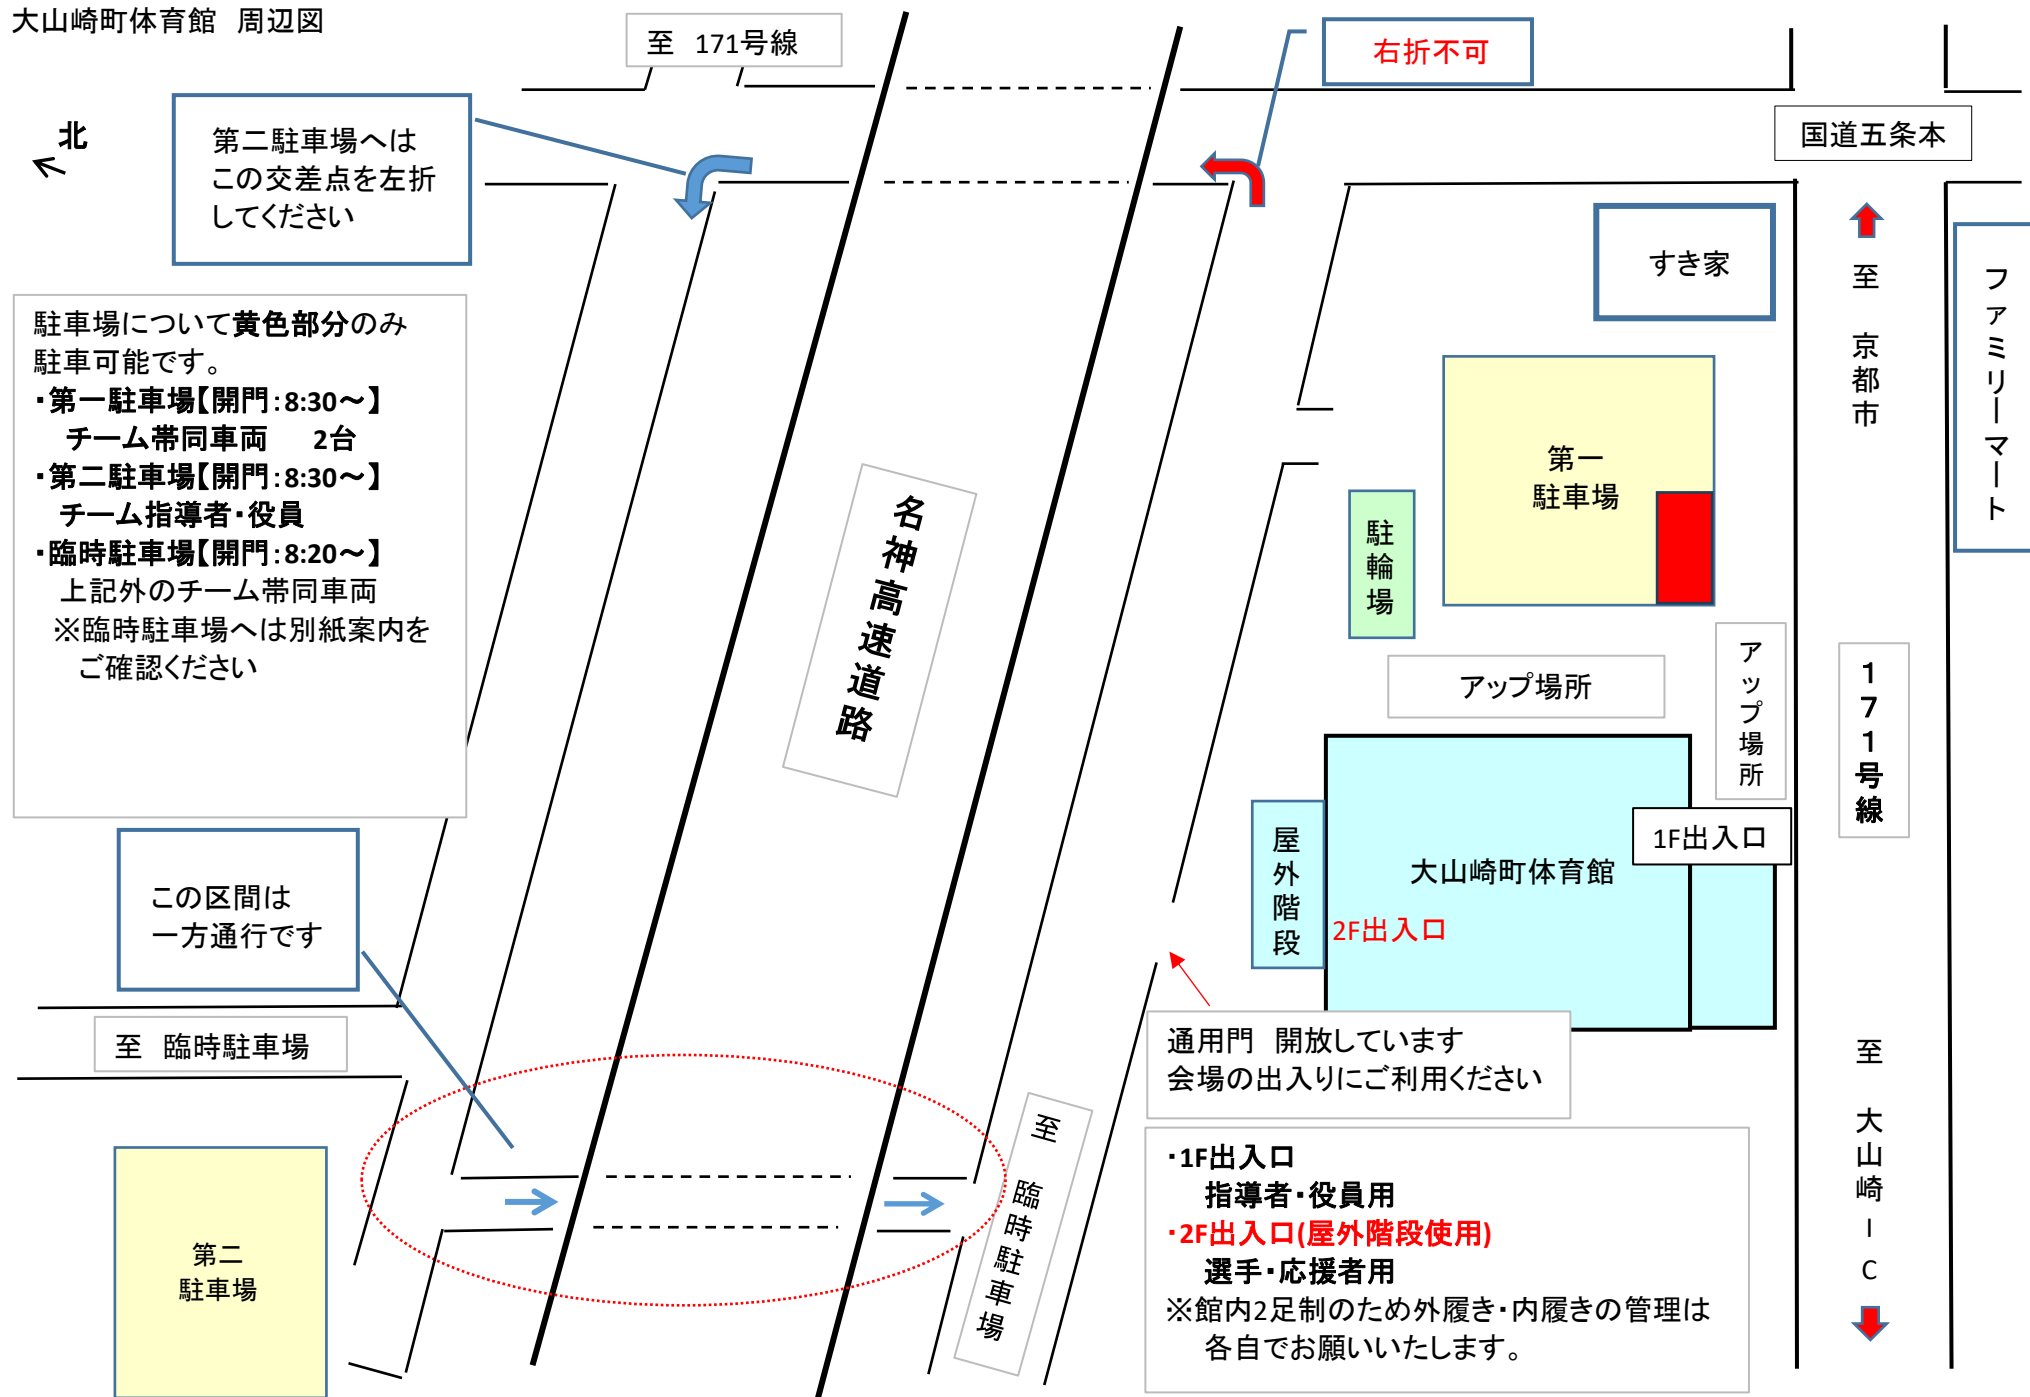 大山崎町体育館 周辺図
至 171号線
右折不可
北
第二駐車場へは
この交差点を左折
してください
国道五条本
すき家
至 京都市
ファミリーマート
駐車場について黄色部分のみ
駐車可能です。
・第一駐車場【開門:8:30～】
チーム帯同車両 2台
・第二駐車場【開門:8:30～】
チーム指導者・役員
・臨時駐車場【開門:8:20～】
上記外のチーム帯同車両
※臨時駐車場へは別紙案内を
ご確認ください
第一
駐車場
名神高速道路
駐輪場
アップ場所
アップ場所
171号線
屋外階段
1F出入口
大山崎町体育館
2F出入口
この区間は
一方通行です
至 臨時駐車場
通用門 開放しています
会場の出入りにご利用ください
至 大山崎IC
至 臨時駐車場
・1F出入口
指導者・役員用
・2F出入口(屋外階段使用)
選手・応援者用
※館内2足制のため外履き・内履きの管理は
各自でお願いいたします。
第二
駐車場